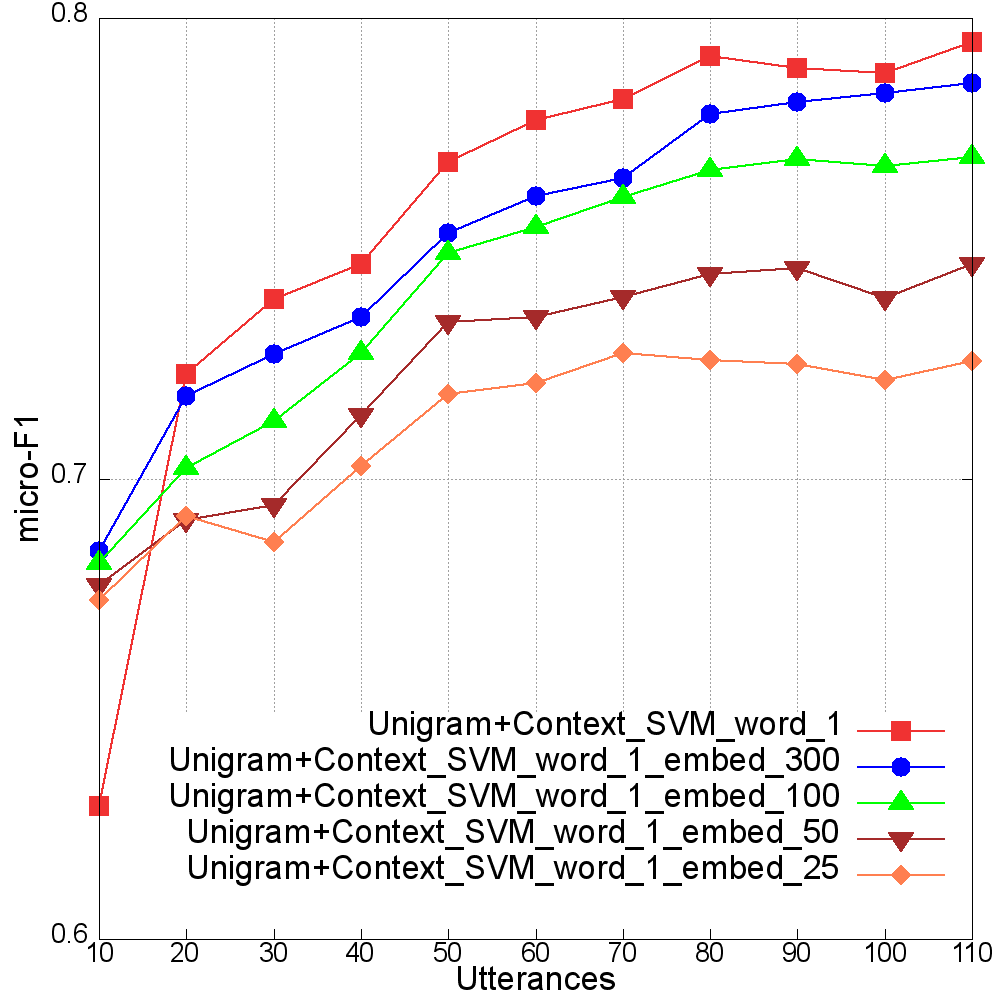 0.8
0.7
0.6
micro-F1
Unigram+Context_SVM_word_1
Unigram+Context_SVM_word_1_embed_300
Unigram+Context_SVM_word_1_embed_100
Unigram+Context_SVM_word_1_embed_50
Unigram+Context_SVM_word_1_embed_25
10 20 30 40 50 60 70 80 90 100 110
Utterances